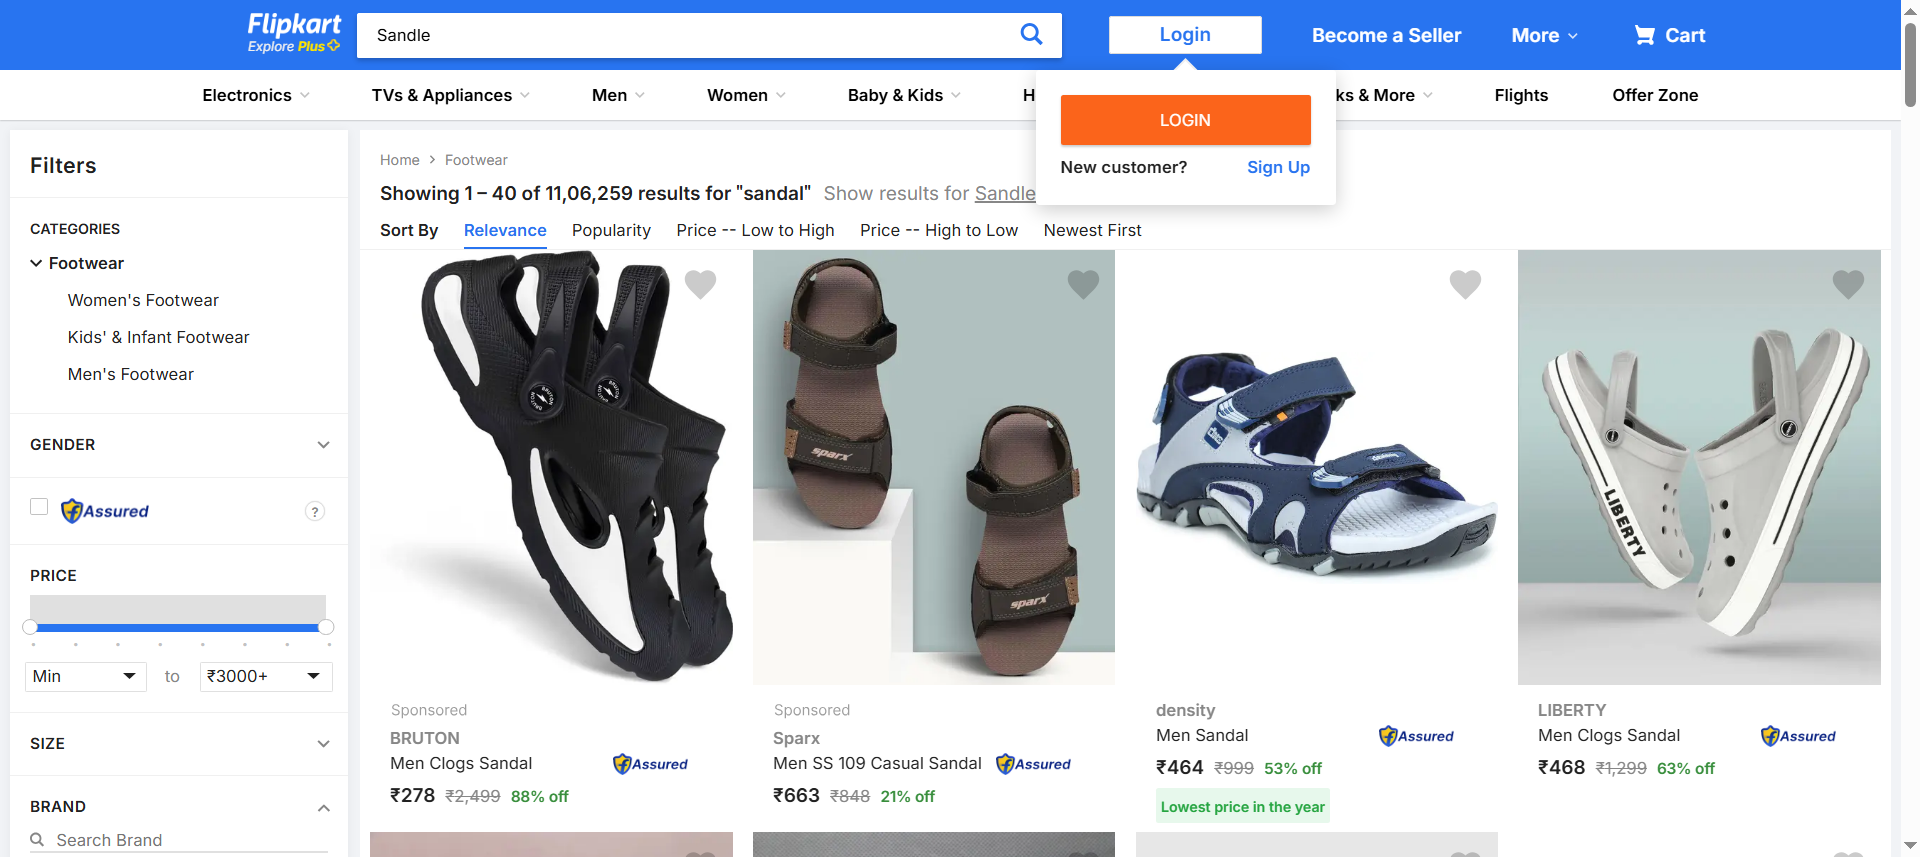 Flipkart
Explore Plus
Sandle
Login
Become a Seller
More
Cart
Electronics
TVs & Appliances
Men
Women
Baby & Kids
H
ks & More
Flights
Offer Zone
LOGIN
New customer? Sign Up
Filters
CATEGORIES
Footwear
Women's Footwear
Kids' & Infant Footwear
Men's Footwear
GENDER
Assured
?
PRICE
Min to ₹3000+
SIZE
BRAND
Search Brand
Home > Footwear
Showing 1 – 40 of 11,06,259 results for "sandal" Show results for Sandle
Sort By Relevance Popularity Price -- Low to High Price -- High to Low Newest First
BRUTON
BRUTON
sparx
sparx
density
LIBERTY
Sponsored
BRUTON
Men Clogs Sandal Assured
₹278 ₹2,499 88% off
Sponsored
Sparx
Men SS 109 Casual Sandal Assured
₹663 ₹848 21% off
density
Men Sandal Assured
₹464 ₹999 53% off
Lowest price in the year
LIBERTY
Men Clogs Sandal Assured
₹468 ₹1,299 63% off